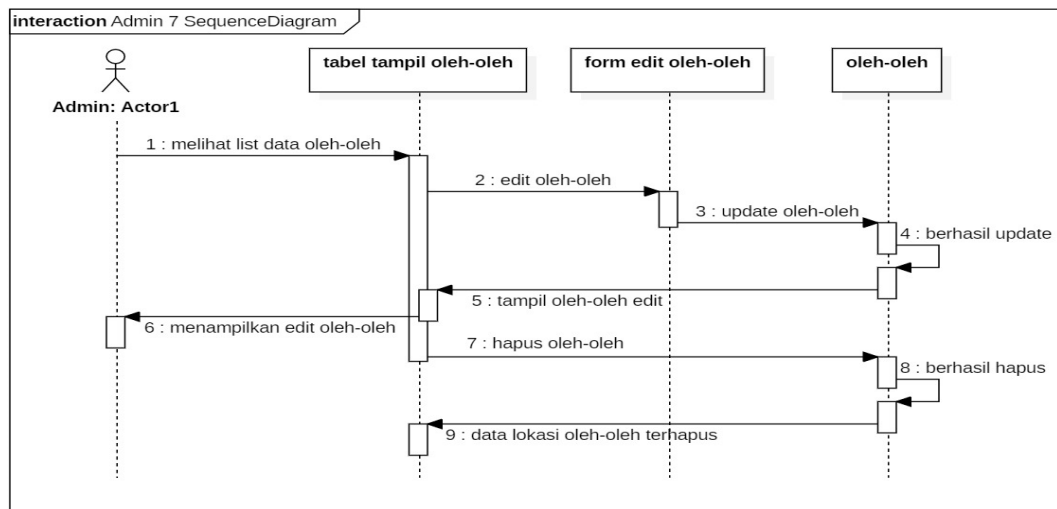 interaction Admin 7 SequenceDiagram
tabel tampil oleh-oleh
form edit oleh-oleh
oleh-oleh
Admin: Actor1
1 : melihat list data oleh-oleh
2 : edit oleh-oleh
3 : update oleh-oleh
4 : berhasil update
5 : tampil oleh-oleh edit
6 : menampilkan edit oleh-oleh
7 : hapus oleh-oleh
8 : berhasil hapus
9 : data lokasi oleh-oleh terhapus